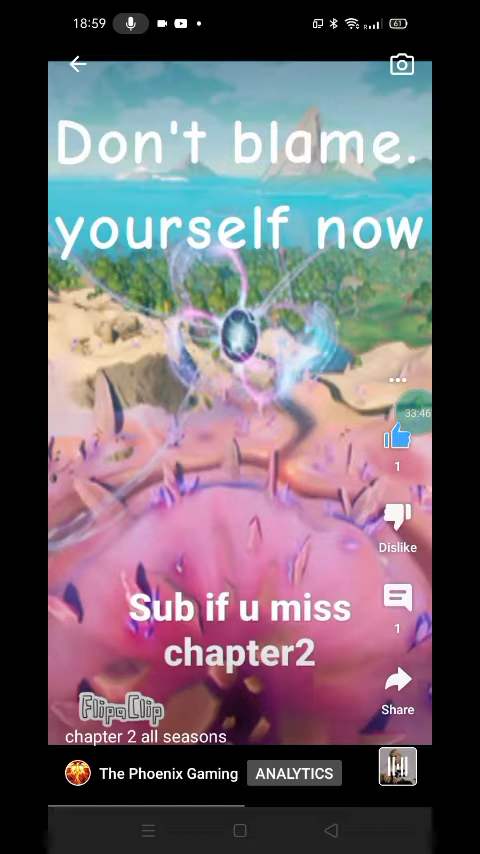 18:59
61
Don't blame.
yourself now
33:46
1
Dislike
Sub if u miss
chapter2
1
Share
FlipaClip
chapter 2 all seasons
The Phoenix Gaming
ANALYTICS